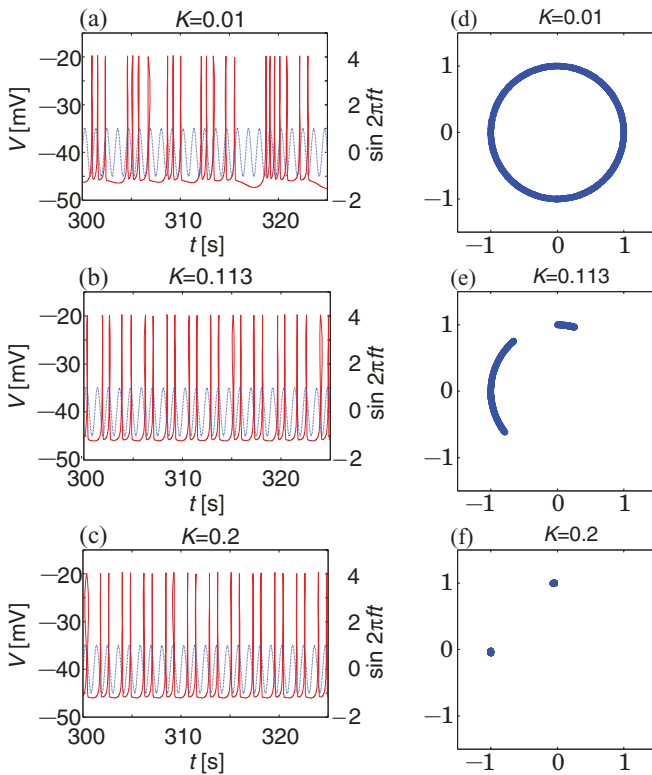 (a) K=0.01
−20
−30
−40
−50
V [mV]
4
2
0
−2
sin 2πft
300 310 320
t [s]
(d) K=0.01
1
0
−1
−1 0 1
(b) K=0.113
−20
−30
−40
−50
V [mV]
4
2
0
−2
sin 2πft
300 310 320
t [s]
(e) K=0.113
1
0
−1
−1 0 1
(c) K=0.2
−20
−30
−40
−50
V [mV]
4
2
0
−2
sin 2πft
300 310 320
t [s]
(f) K=0.2
1
0
−1
−1 0 1